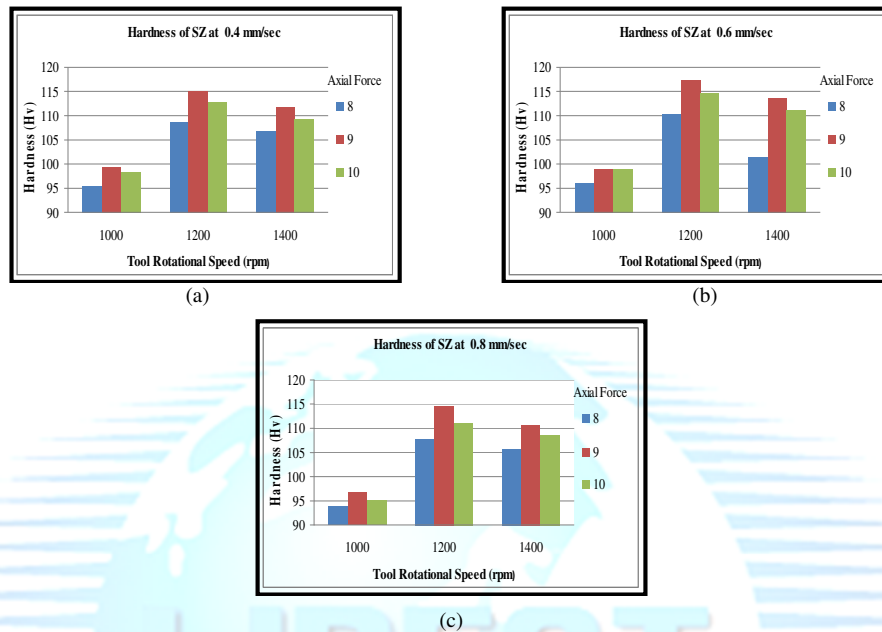 Hardness of SZ at 0.4 mm/sec
120
115
110
105
100
95
90
Hardness (Hv)
1000 1200 1400
Tool Rotational Speed (rpm)
Axial Force
8
9
10
(a)
Hardness of SZ at 0.6 mm/sec
120
115
110
105
100
95
90
Hardness (Hv)
1000 1200 1400
Tool Rotational Speed (rpm)
Axial Force
8
9
10
(b)
Hardness of SZ at 0.8 mm/sec
120
115
110
105
100
95
90
Hardness (Hv)
1000 1200 1400
Tool Rotational Speed (rpm)
Axial Force
8
9
10
(c)